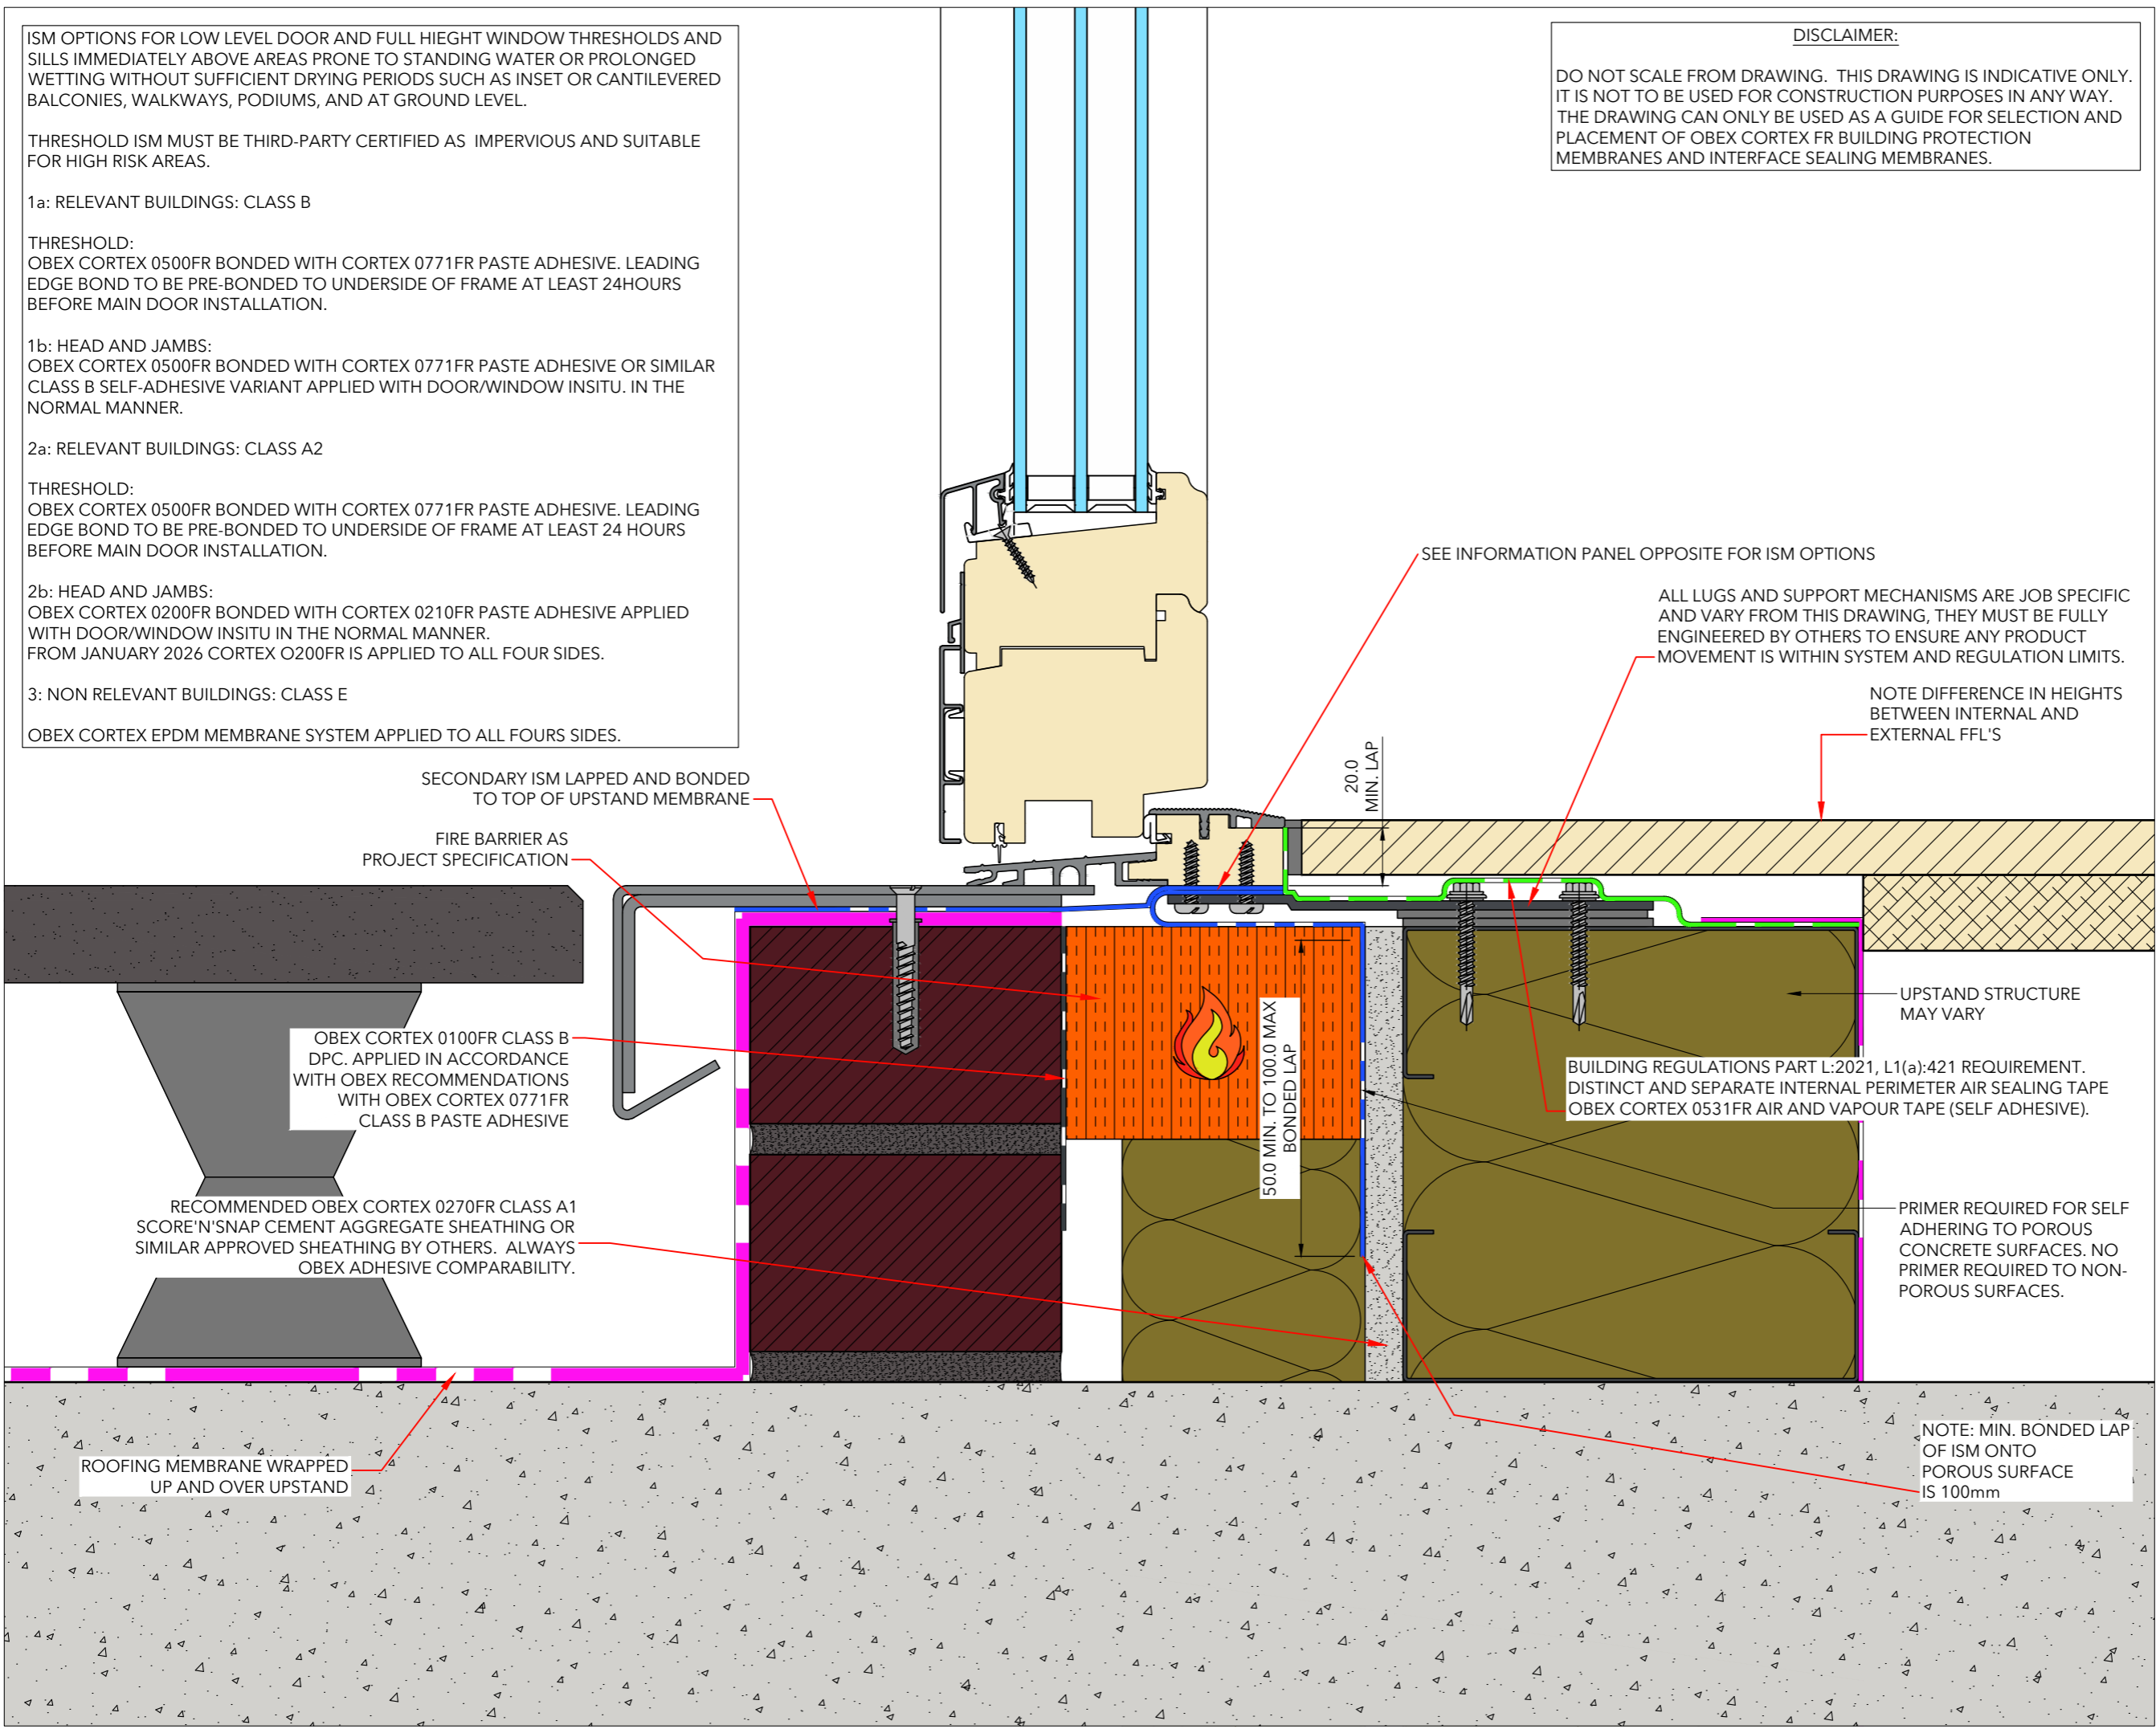 ISM OPTIONS FOR LOW LEVEL DOOR AND FULL HIEGHT WINDOW THRESHOLDS AND
SILLS IMMEDIATELY ABOVE AREAS PRONE TO STANDING WATER OR PROLONGED
WETTING WITHOUT SUFFICIENT DRYING PERIODS SUCH AS INSET OR CANTILEVERED
BALCONIES, WALKWAYS, PODIUMS, AND AT GROUND LEVEL.
THRESHOLD ISM MUST BE THIRD-PARTY CERTIFIED AS IMPERVIOUS AND SUITABLE
FOR HIGH RISK AREAS.
1a: RELEVANT BUILDINGS: CLASS B
THRESHOLD:
OBEX CORTEX 0500FR BONDED WITH CORTEX 0771FR PASTE ADHESIVE. LEADING
EDGE BOND TO BE PRE-BONDED TO UNDERSIDE OF FRAME AT LEAST 24HOURS
BEFORE MAIN DOOR INSTALLATION.
1b: HEAD AND JAMBS:
OBEX CORTEX 0500FR BONDED WITH CORTEX 0771FR PASTE ADHESIVE OR SIMILAR
CLASS B SELF-ADHESIVE VARIANT APPLIED WITH DOOR/WINDOW INSITU. IN THE
NORMAL MANNER.
2a: RELEVANT BUILDINGS: CLASS A2
THRESHOLD:
OBEX CORTEX 0500FR BONDED WITH CORTEX 0771FR PASTE ADHESIVE. LEADING
EDGE BOND TO BE PRE-BONDED TO UNDERSIDE OF FRAME AT LEAST 24 HOURS
BEFORE MAIN DOOR INSTALLATION.
2b: HEAD AND JAMBS:
OBEX CORTEX 0200FR BONDED WITH CORTEX 0210FR PASTE ADHESIVE APPLIED
WITH DOOR/WINDOW INSITU IN THE NORMAL MANNER.
FROM JANUARY 2026 CORTEX O200FR IS APPLIED TO ALL FOUR SIDES.
3: NON RELEVANT BUILDINGS: CLASS E
OBEX CORTEX EPDM MEMBRANE SYSTEM APPLIED TO ALL FOURS SIDES.
DISCLAIMER:
DO NOT SCALE FROM DRAWING. THIS DRAWING IS INDICATIVE ONLY.
IT IS NOT TO BE USED FOR CONSTRUCTION PURPOSES IN ANY WAY.
THE DRAWING CAN ONLY BE USED AS A GUIDE FOR SELECTION AND
PLACEMENT OF OBEX CORTEX FR BUILDING PROTECTION
MEMBRANES AND INTERFACE SEALING MEMBRANES.
SEE INFORMATION PANEL OPPOSITE FOR ISM OPTIONS
ALL LUGS AND SUPPORT MECHANISMS ARE JOB SPECIFIC
AND VARY FROM THIS DRAWING, THEY MUST BE FULLY
ENGINEERED BY OTHERS TO ENSURE ANY PRODUCT
MOVEMENT IS WITHIN SYSTEM AND REGULATION LIMITS.
NOTE DIFFERENCE IN HEIGHTS
BETWEEN INTERNAL AND
EXTERNAL FFL'S
20.0
MIN. LAP
SECONDARY ISM LAPPED AND BONDED
TO TOP OF UPSTAND MEMBRANE
FIRE BARRIER AS
PROJECT SPECIFICATION
OBEX CORTEX 0100FR CLASS B
DPC. APPLIED IN ACCORDANCE
WITH OBEX RECOMMENDATIONS
WITH OBEX CORTEX 0771FR
CLASS B PASTE ADHESIVE
50.0 MIN. TO 100.0 MAX
BONDED LAP
UPSTAND STRUCTURE
MAY VARY
BUILDING REGULATIONS PART L:2021, L1(a):421 REQUIREMENT.
DISTINCT AND SEPARATE INTERNAL PERIMETER AIR SEALING TAPE
OBEX CORTEX 0531FR AIR AND VAPOUR TAPE (SELF ADHESIVE).
RECOMMENDED OBEX CORTEX 0270FR CLASS A1
SCORE'N'SNAP CEMENT AGGREGATE SHEATHING OR
SIMILAR APPROVED SHEATHING BY OTHERS. ALWAYS
OBEX ADHESIVE COMPARABILITY.
PRIMER REQUIRED FOR SELF
ADHERING TO POROUS
CONCRETE SURFACES. NO
PRIMER REQUIRED TO NON-
POROUS SURFACES.
ROOFING MEMBRANE WRAPPED
UP AND OVER UPSTAND
NOTE: MIN. BONDED LAP
OF ISM ONTO
POROUS SURFACE
IS 100mm